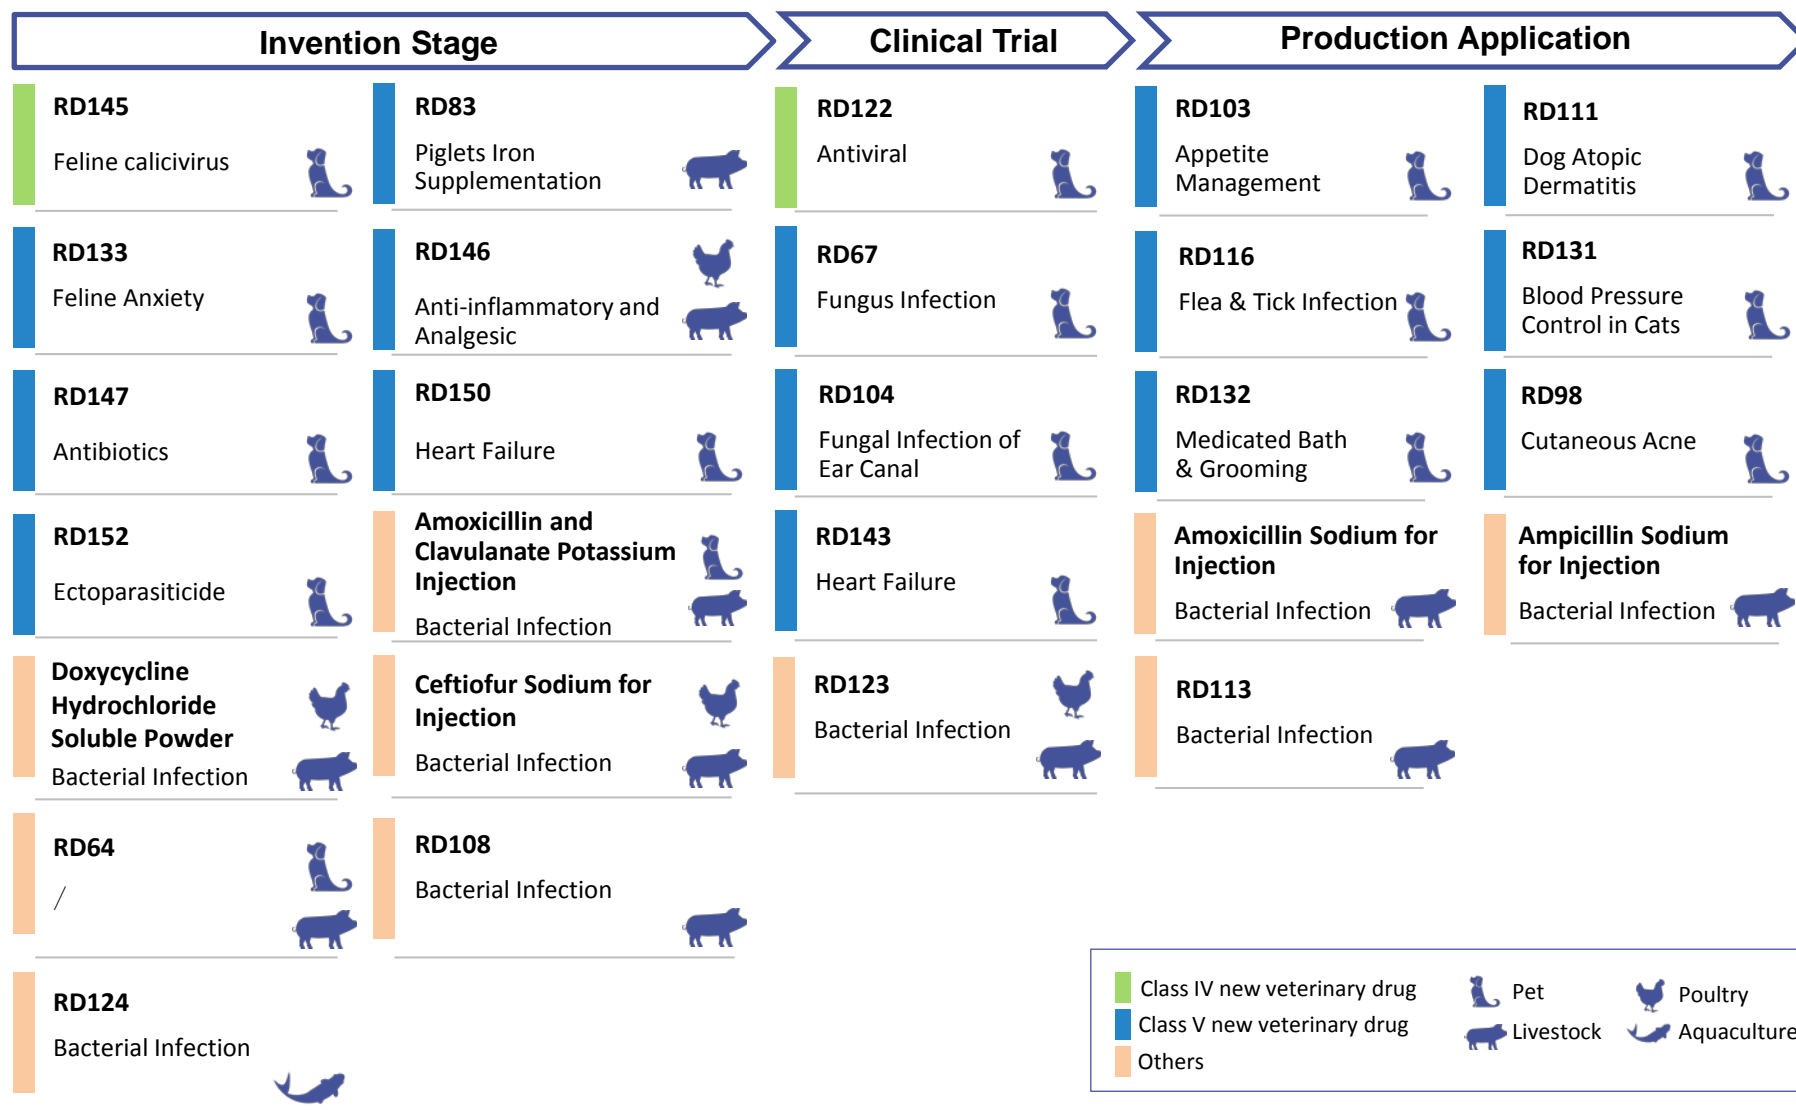 Invention Stage
Clinical Trial
Production Application
RD145
Feline calicivirus
RD83
Piglets Iron
Supplementation
RD122
Antiviral
RD103
Appetite
Management
RD111
Dog Atopic
Dermatitis
RD133
Feline Anxiety
RD146
Anti-inflammatory and
Analgesic
RD67
Fungus Infection
RD116
Flea & Tick Infection
RD131
Blood Pressure
Control in Cats
RD147
Antibiotics
RD150
Heart Failure
RD104
Fungal Infection of
Ear Canal
RD132
Medicated Bath
& Grooming
RD98
Cutaneous Acne
RD152
Ectoparasiticide
Amoxicillin and
Clavulanate Potassium
Injection
Bacterial Infection
RD143
Heart Failure
Amoxicillin Sodium for
Injection
Bacterial Infection
Ampicillin Sodium
for Injection
Bacterial Infection
Doxycycline
Hydrochloride
Soluble Powder
Bacterial Infection
Ceftiofur Sodium for
Injection
Bacterial Infection
RD123
Bacterial Infection
RD113
Bacterial Infection
RD64
/
RD108
Bacterial Infection
RD124
Bacterial Infection
Class IV new veterinary drug
Class V new veterinary drug
Others
Pet
Livestock
Poultry
Aquaculture